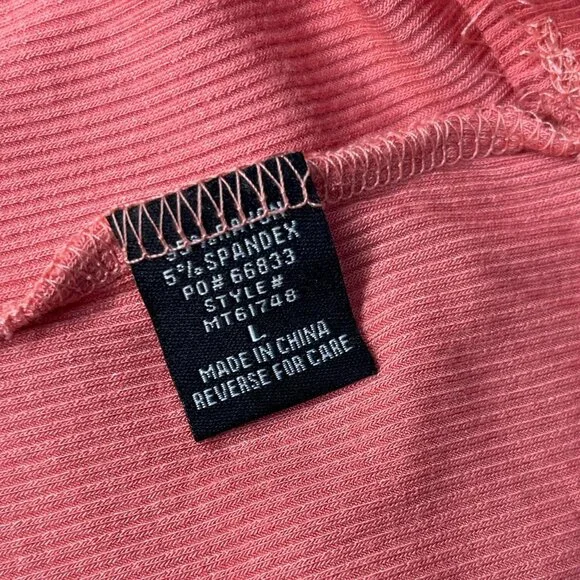 5% SPANDEX
PO# 66833
STYLE#
MT61748
L
MADE IN CHINA
REVERSE FOR CARE